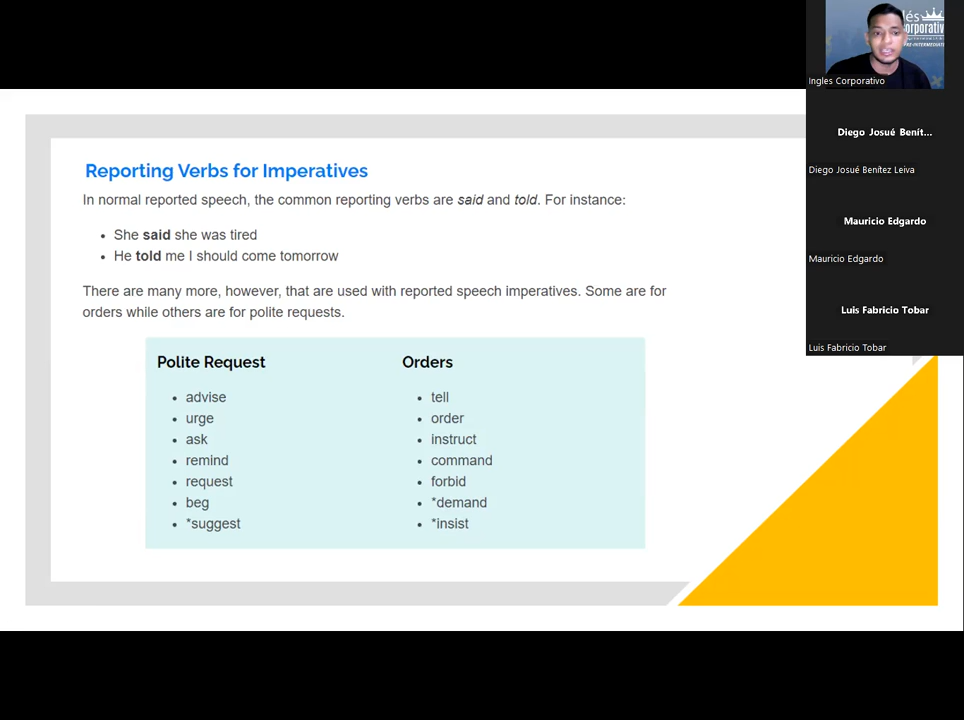 Reporting Verbs for Imperatives
In normal reported speech, the common reporting verbs are said and told. For instance:
• She said she was tired
• He told me I should come tomorrow
There are many more, however, that are used with reported speech imperatives. Some are for
orders while others are for polite requests.
Polite Request
• advise
• urge
• ask
• remind
• request
• beg
• *suggest
Orders
• tell
• order
• instruct
• command
• forbid
• *demand
• *insist
Ingles Corporativo
Diego Josué Benít...
Diego Josué Benítez Leiva
Mauricio Edgardo
Mauricio Edgardo
Luis Fabricio Tobar
Luis Fabricio Tobar